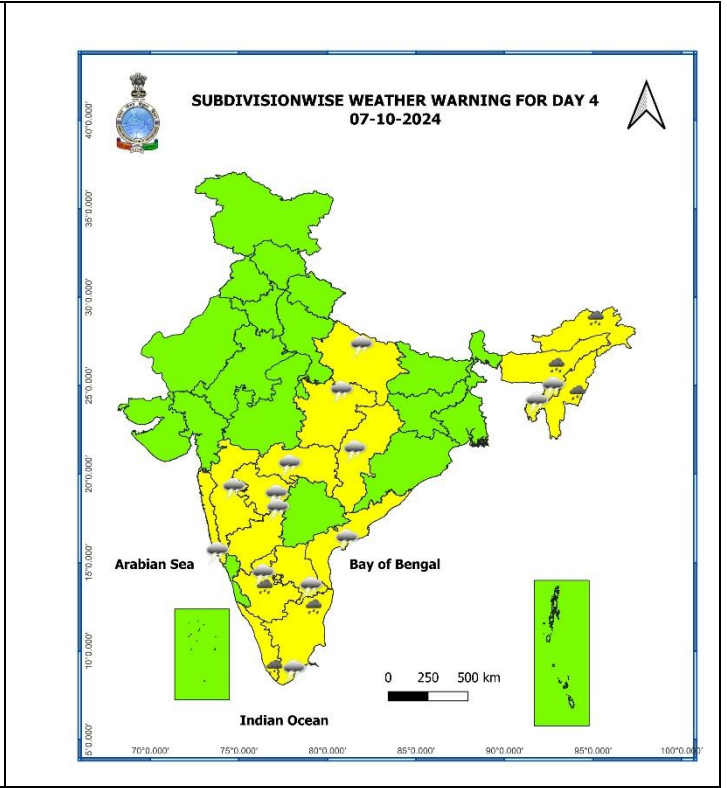 SUBDIVISIONWISE WEATHER WARNING FOR DAY 4
07-10-2024
40°0.000'
35°0.000'
30°0.000'
25°0.000'
20°0.000'
15°0.000'
10°0.000'
5°0.000'
Arabian Sea
Bay of Bengal
0 250 500 km
Indian Ocean
70°0.000' 75°0.000' 80°0.000' 85°0.000' 90°0.000' 95°0.000' 100°0.000'